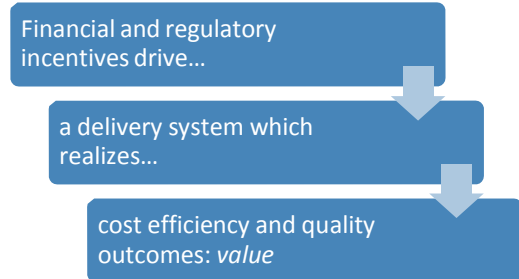 Financial and regulatory
incentives drive…
a delivery system which
realizes…
cost efficiency and quality
outcomes: value